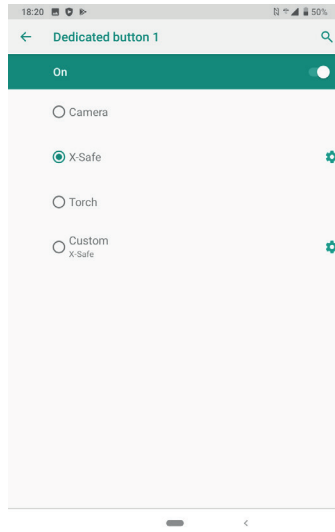 18:20 50%
Dedicated button 1
On
Camera
X-Safe
Torch
Custom
X-Safe